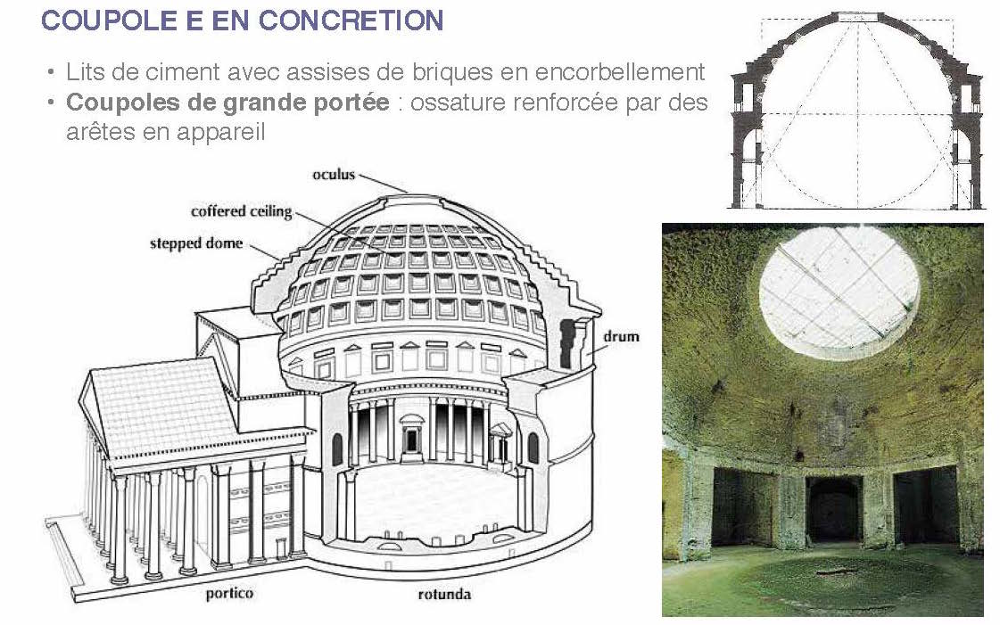 COUPOLE E EN CONCRETION
• Lits de ciment avec assises de briques en encorbellement
• Coupoles de grande portée : ossature renforcée par des
arêtes en appareil
oculus
coffered ceiling
stepped dome
drum
portico
rotunda